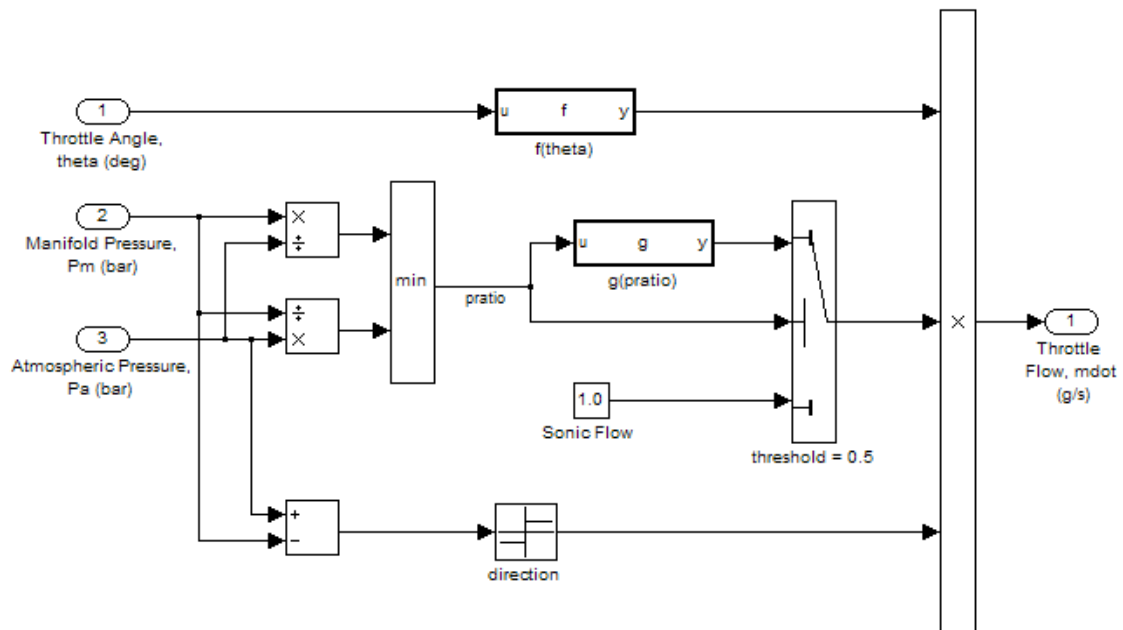 1
Throttle Angle,
theta (deg)
u f y
f(theta)
2
Manifold Pressure,
Pm (bar)
×
÷
min
pratio
u g y
g(pratio)
3
Atmospheric Pressure,
Pa (bar)
÷
×
1.0
Sonic Flow
threshold = 0.5
×
1
Throttle
Flow, mdot
(g/s)
+
−
direction